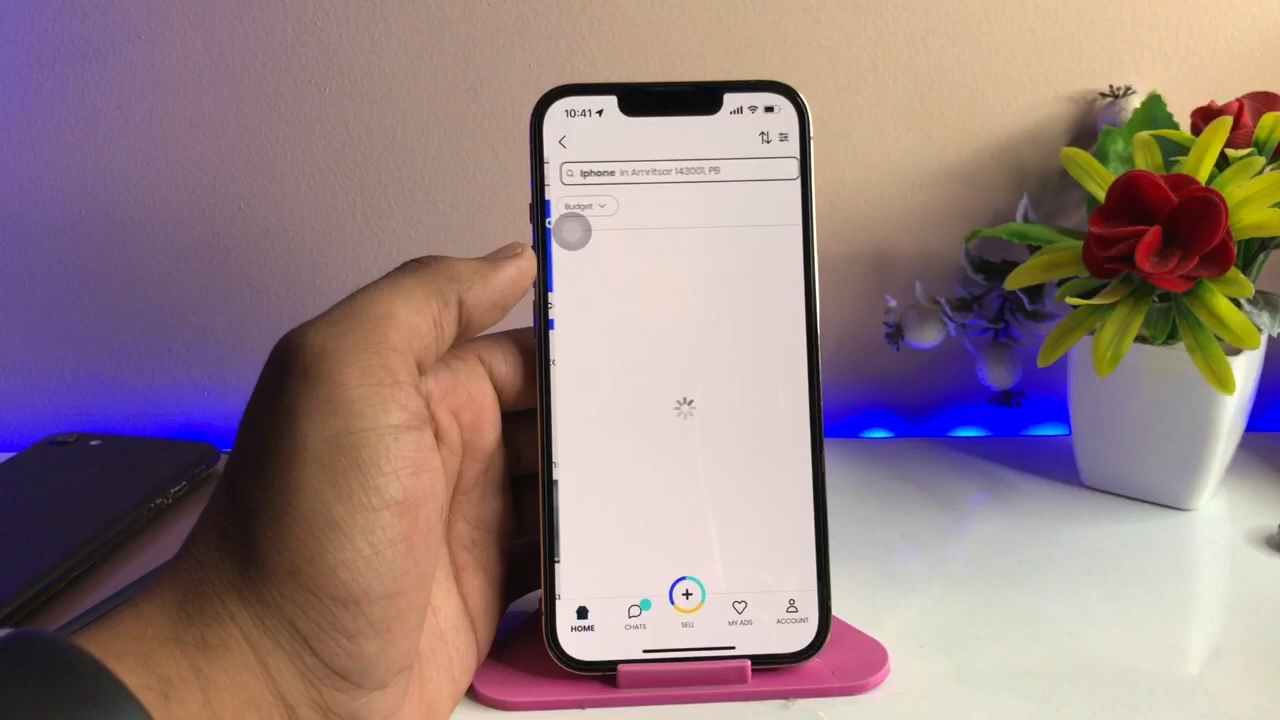 10:41
Iphone in Amritsar 143001, PB
Budget
HOME
CHATS
SELL
MY ADS
ACCOUNT